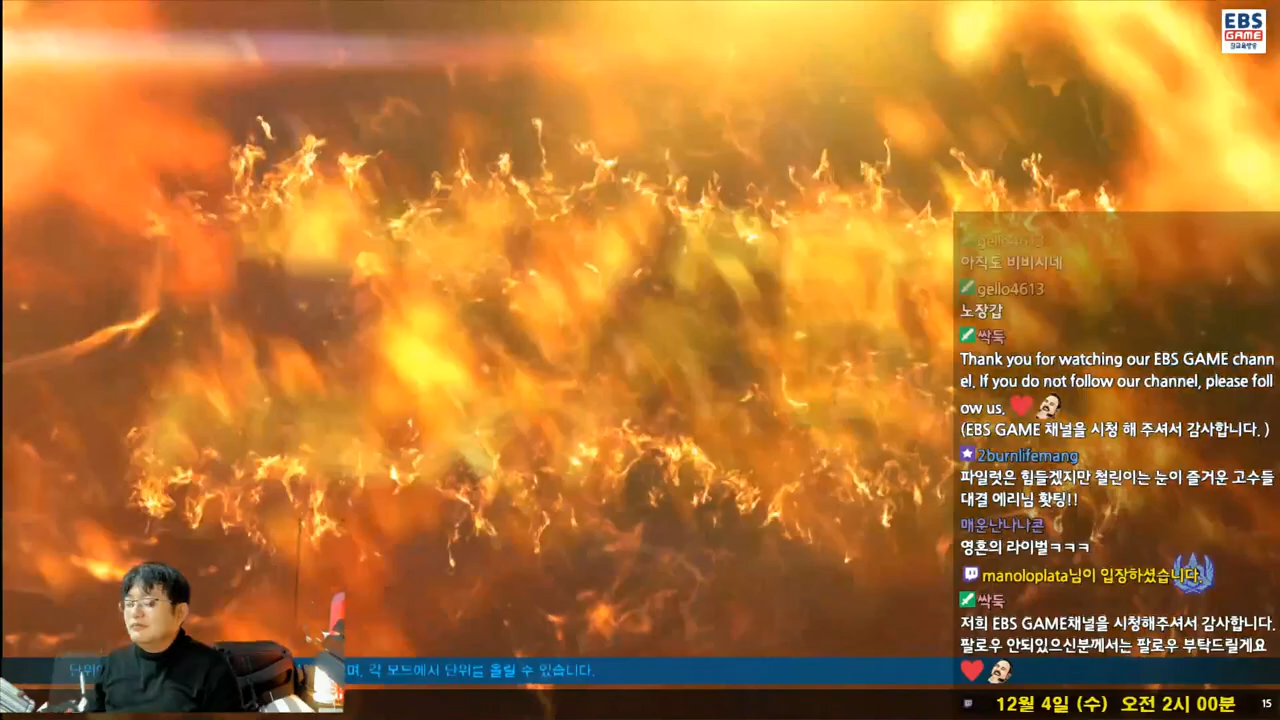 EBS
GAME
gello4613
아직도 비비시네
gello4613
노장갑
싹둑
Thank you for watching our EBS GAME chann
el. If you do not follow our channel, please foll
ow us.
(EBS GAME 채널을 시청 해 주셔서 감사합니다. )
2burnlifemang
파일럿은 힘들겠지만 철린이는 눈이 즐거운 고수들
대결 에리님 홧팅!!
매운난나나콘
영혼의 라이벌ㅋㅋㅋ
manoloplata님이 입장하셨습니다.
싹둑
저희 EBS GAME채널을 시청해주셔서 감사합니다.
팔로우 안되있으신분께서는 팔로우 부탁드릴게요
단위 며, 각 모드에서 단위를 올릴 수 있습니다.
12월 4일 (수) 오전 2시 00분
15